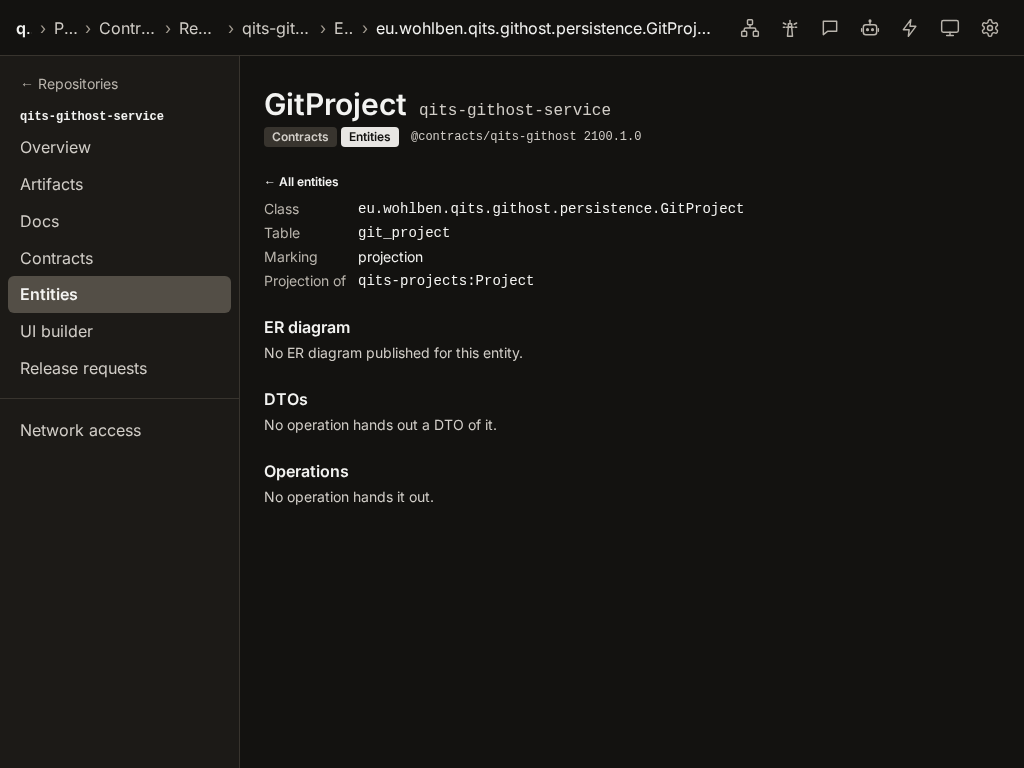 q. › P... › Contr... › Re... › qits-git... › E.. › eu.wohlben.qits.githost.persistence.GitProj...
← Repositories
qits-githost-service
Overview
Artifacts
Docs
Contracts
Entities
UI builder
Release requests
Network access
GitProject qits-githost-service
Contracts Entities @contracts/qits-githost 2100.1.0
← All entities
Class eu.wohlben.qits.githost.persistence.GitProject
Table git_project
Marking projection
Projection of qits-projects:Project
ER diagram
No ER diagram published for this entity.
DTOs
No operation hands out a DTO of it.
Operations
No operation hands it out.